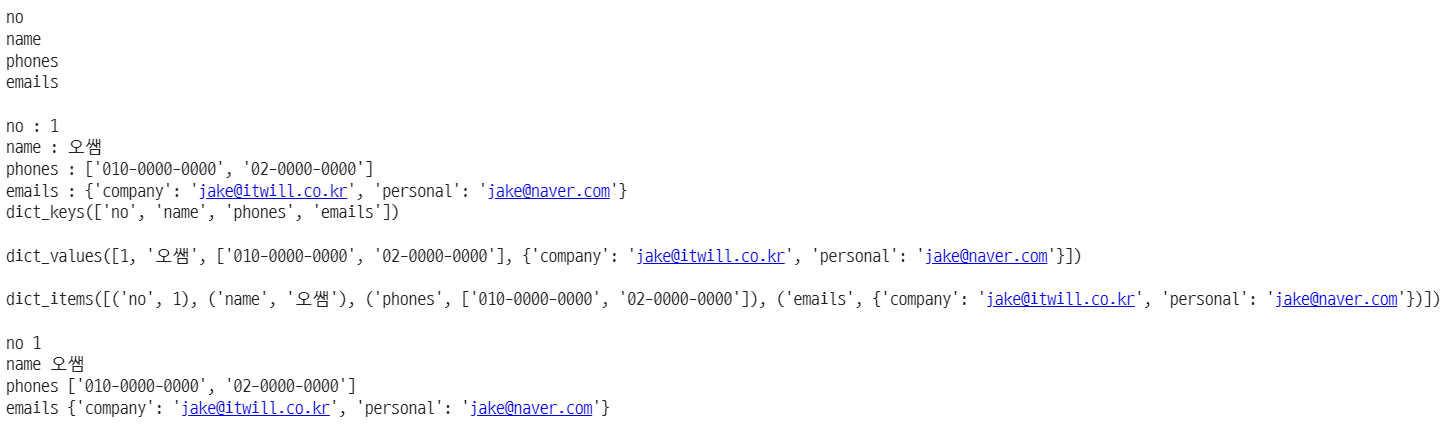 no
name
phones
emails
no : 1
name : 오쌤
phones : ['010-0000-0000', '02-0000-0000']
emails : {'company': 'jake@itwill.co.kr', 'personal': 'jake@naver.com'}
dict_keys(['no', 'name', 'phones', 'emails'])
dict_values([1, '오쌤', ['010-0000-0000', '02-0000-0000'], {'company': 'jake@itwill.co.kr', 'personal': 'jake@naver.com'}])
dict_items([('no', 1), ('name', '오쌤'), ('phones', ['010-0000-0000', '02-0000-0000']), ('emails', {'company': 'jake@itwill.co.kr', 'personal': 'jake@naver.com'})])
no 1
name 오쌤
phones ['010-0000-0000', '02-0000-0000']
emails {'company': 'jake@itwill.co.kr', 'personal': 'jake@naver.com'}